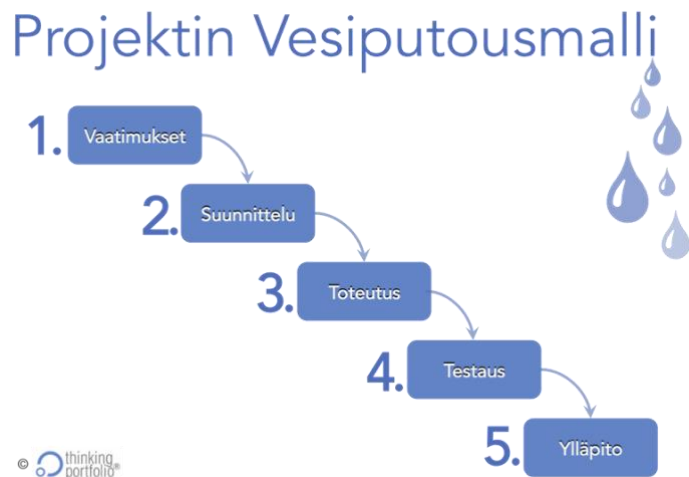 Projektin Vesiputousmalli
1. Vaatimukset
2. Suunnittelu
3. Toteutus
4. Testaus
5. Ylläpito
© thinking
portfolio®